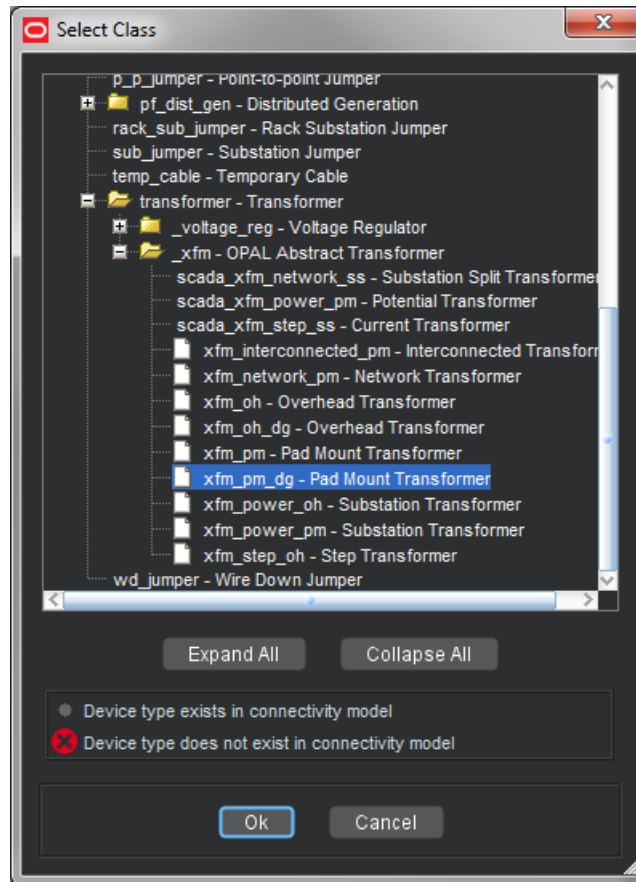 Select Class
p_p_jumper - Point-to-point Jumper
pf_dist_gen - Distributed Generation
rack_sub_jumper - Rack Substation Jumper
sub_jumper - Substation Jumper
temp_cable - Temporary Cable
transformer - Transformer
_voltage_reg - Voltage Regulator
_xfm - OPAL Abstract Transformer
scada_xfm_network_ss - Substation Split Transformer
scada_xfm_power_pm - Potential Transformer
scada_xfm_step_ss - Current Transformer
xfm_interconnected_pm - Interconnected Transforr
xfm_network_pm - Network Transformer
xfm_oh - Overhead Transformer
xfm_oh_dg - Overhead Transformer
xfm_pm - Pad Mount Transformer
xfm_pm_dg - Pad Mount Transformer
xfm_power_oh - Substation Transformer
xfm_power_pm - Substation Transformer
xfm_step_oh - Step Transformer
wd_jumper - Wire Down Jumper
Expand All Collapse All
Device type exists in connectivity model
Device type does not exist in connectivity model
Ok Cancel